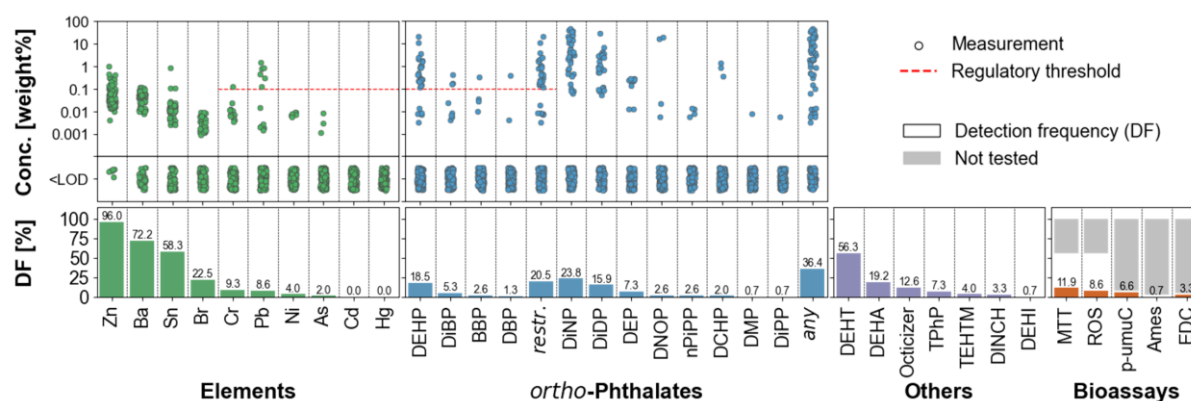 Conc. [weight%]
100
10
1
0.1
0.01
0.001
<LOD
Measurement
Regulatory threshold
Detection frequency (DF)
Not tested
DF [%]
100
75
50
25
0
96.0 72.2 58.3 22.5 9.3 8.6 4.0 2.0 0.0 0.0
18.5 5.3 2.6 1.3 20.5 23.8 15.9 7.3 2.6 2.6 2.0 0.7 0.7 36.4
56.3 19.2 12.6 7.3 4.0 3.3 0.7
11.9 8.6 6.6 0.7 3.3
Zn Ba Sn Br Cr Pb Ni As Cd Hg
DEHP DiBP BBP DBP restr. DiNP DiDP DEP DNOP nPiPP DCHP DMP DiPP any
DEHT DEHA Octicizer TPhP TEHTM DINCH DEHI
MTT ROS p-umuC Ames EDC
Elements
ortho-Phthalates
Others
Bioassays